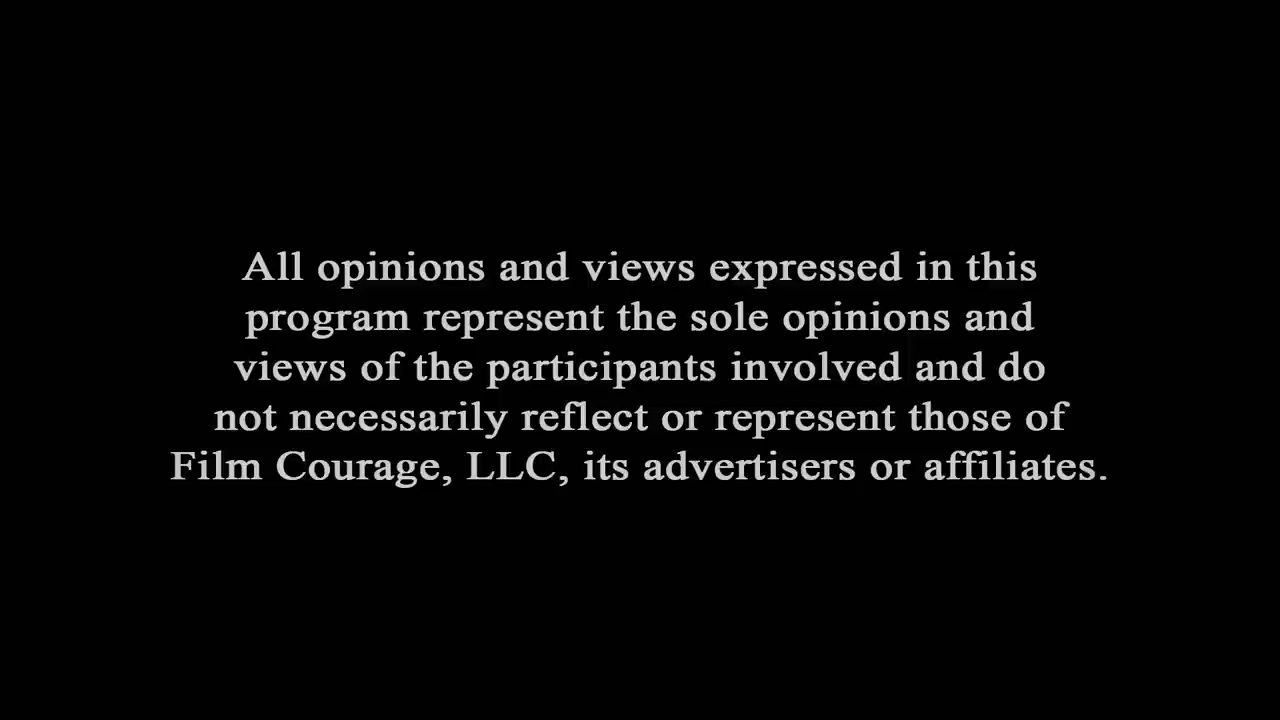 All opinions and views expressed in this
program represent the sole opinions and
views of the participants involved and do
not necessarily reflect or represent those of
Film Courage, LLC, its advertisers or affiliates.